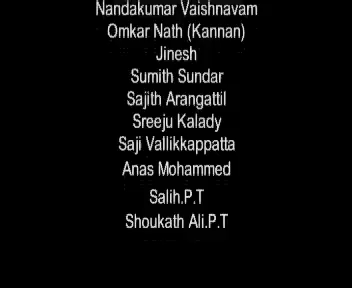 Nandakumar Vaishnavam
Omkar Nath (Kannan)
Jinesh
Sumith Sundar
Sajith Arangattil
Sreeju Kalady
Saji Vallikkappatta
Anas Mohammed
Salih.P.T
Shoukath Ali.P.T